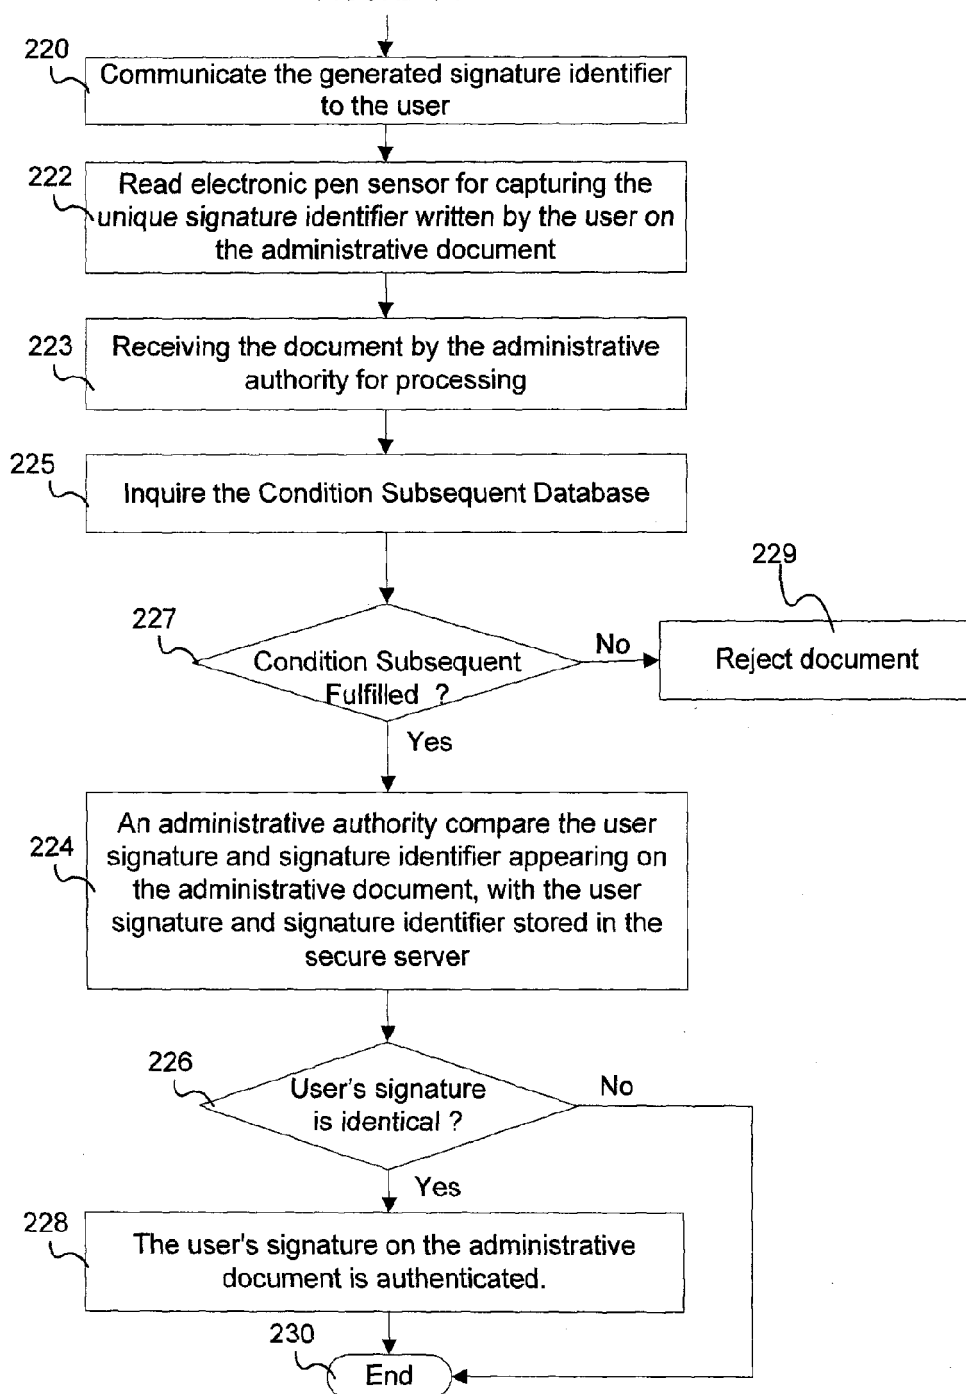 220
Communicate the generated signature identifier
to the user
222
Read electronic pen sensor for capturing the
unique signature identifier written by the user on
the administrative document
223
Receiving the document by the administrative
authority for processing
225
Inquire the Condition Subsequent Database
229
227
No
Reject document
Condition Subsequent
Fulfilled ?
Yes
An administrative authority compare the user
224
signature and signature identifier appearing on
the administrative document, with the user
signature and signature identifier stored in the
secure server
226
No
User's signature
is identical ?
Yes
228
The user's signature on the administrative
document is authenticated.
230
End